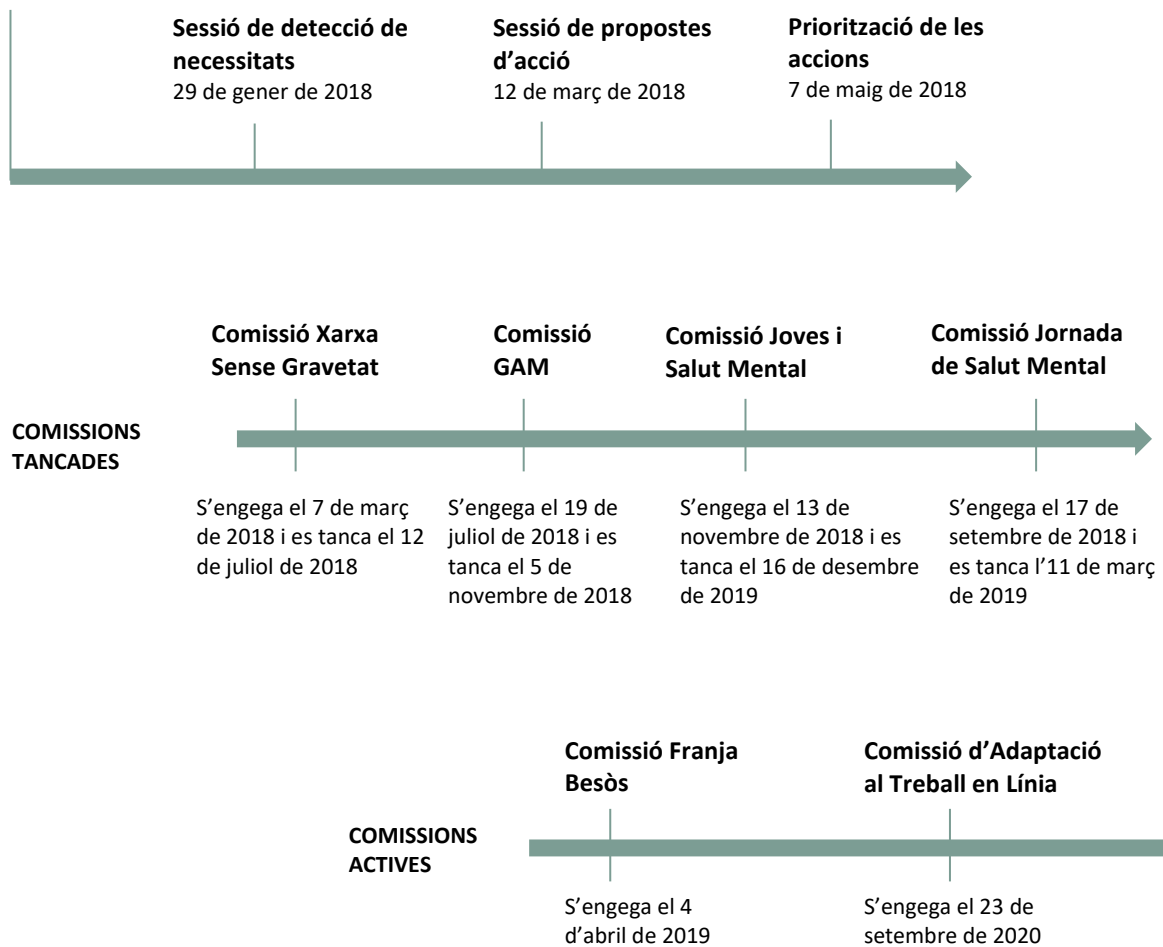 Sessió de detecció de
necessitats
29 de gener de 2018
Sessió de propostes
d’acció
12 de març de 2018
Priorització de les
accions
7 de maig de 2018
Comissió Xarxa
Sense Gravetat
Comissió
GAM
Comissió Joves i
Salut Mental
Comissió Jornada
de Salut Mental
COMISSIONS
TANCADES
S’engega el 7 de març
de 2018 i es tanca el 12
de juliol de 2018
S’engega el 19 de
juliol de 2018 i es
tanca el 5 de
novembre de 2018
S’engega el 13 de
novembre de 2018 i es
tanca el 16 de desembre
de 2019
S’engega el 17 de
setembre de 2018 i
es tanca l’11 de març
de 2019
Comissió Franja
Besòs
Comissió d’Adaptació
al Treball en Línia
COMISSIONS
ACTIVES
S’engega el 4
d’abril de 2019
S’engega el 23 de
setembre de 2020